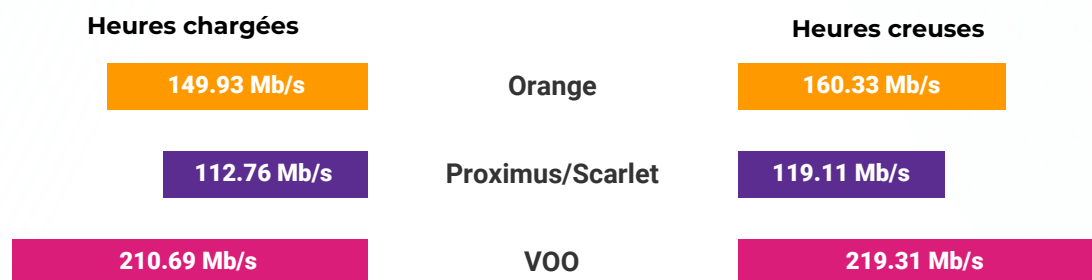 Heures chargées
Heures creuses
149.93 Mb/s Orange 160.33 Mb/s
112.76 Mb/s Proximus/Scarlet 119.11 Mb/s
210.69 Mb/s VOO 219.31 Mb/s